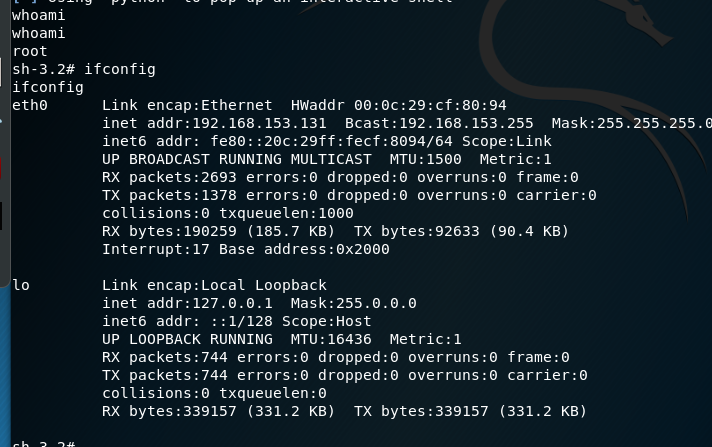 [*] Using `python` to pop up an interactive shell
whoami
whoami
root
sh-3.2# ifconfig
ifconfig
eth0      Link encap:Ethernet  HWaddr 00:0c:29:cf:80:94
          inet addr:192.168.153.131  Bcast:192.168.153.255  Mask:255.255.255.0
          inet6 addr: fe80::20c:29ff:fecf:8094/64 Scope:Link
          UP BROADCAST RUNNING MULTICAST  MTU:1500  Metric:1
          RX packets:2693 errors:0 dropped:0 overruns:0 frame:0
          TX packets:1378 errors:0 dropped:0 overruns:0 carrier:0
          collisions:0 txqueuelen:1000
          RX bytes:190259 (185.7 KB)  TX bytes:92633 (90.4 KB)
          Interrupt:17 Base address:0x2000
lo        Link encap:Local Loopback
          inet addr:127.0.0.1  Mask:255.0.0.0
          inet6 addr: ::1/128 Scope:Host
          UP LOOPBACK RUNNING  MTU:16436  Metric:1
          RX packets:744 errors:0 dropped:0 overruns:0 frame:0
          TX packets:744 errors:0 dropped:0 overruns:0 carrier:0
          collisions:0 txqueuelen:0
          RX bytes:339157 (331.2 KB)  TX bytes:339157 (331.2 KB)
sh-3.2#